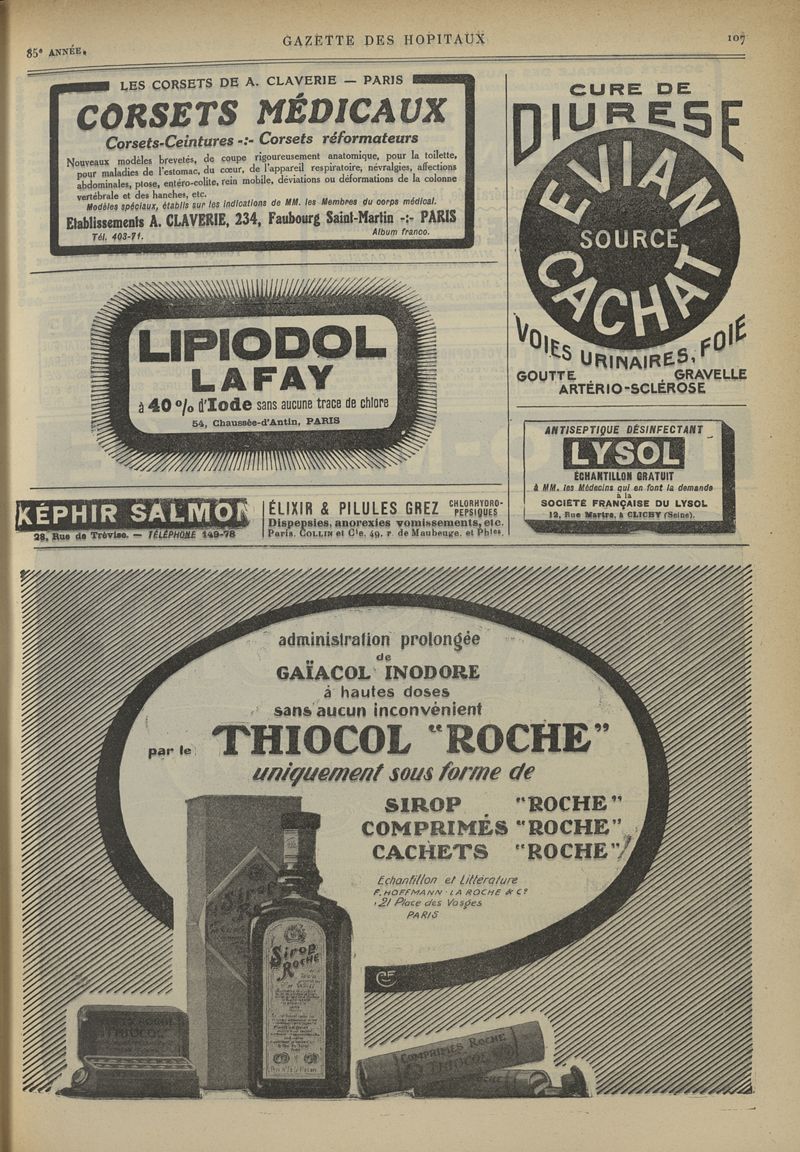 85e ANNÉE.
GAZETTE DES HOPITAUX
107
LES CORSETS DE A. CLAVERIE — PARIS
CORSETS MÉDICAUX
Corsets-Ceintures -:- Corsets réformateurs
Nouveaux modèles brevetés, de coupe rigoureusement anatomique, pour la toilette,
pour maladies de l'estomac, du cœur, de l'appareil respiratoire, névralgies, affections
abdominales, ptose, entéro-colite, rein mobile, déviations ou déformations de la colonne
vertébrale et des hanches, etc.
Modèles spéciaux, établis sur les indications de MM. les Membres du corps médical.
Etablissements A. CLAVERIE, 234, Faubourg Saint-Martin -:- PARIS
Tél. 403-71.
Album franco.
CURE DE
DIURESE
EVIAN
SOURCE
CACHAT
VOIES URINAIRES, FOIE
GOUTTE
GRAVELLE
ARTÉRIO-SCLÉROSE
LIPIODOL
LAFAY
à 40 % d'Iode sans aucune trace de chlore
54, Chaussée-d'Antin, PARIS
ANTISEPTIQUE DÉSINFECTANT
LYSOL
ÉCHANTILLON GRATUIT
à MM. les Médecins qui en font la demande
à la
SOCIÉTÉ FRANÇAISE DU LYSOL
12, Rue Martre, à CLICHY (Seine).
KÉPHIR SALMON
28, Rue de Trévise. — TÉLÉPHONE 149-78
ÉLIXIR & PILULES GREZ CHLORHYDRO-
PEPSIQUES
Dispepsies, anorexies vomissements, etc.
Paris, COLLIN et Cie, 49, r. de Maubeuge, et Phies.
administration prolongée
de
GAÏACOL INODORE
à hautes doses
sans aucun inconvénient
par le THIOCOL "ROCHE"
uniquement sous forme de
SIROP "ROCHE"
COMPRIMÉS "ROCHE"
CACHETS "ROCHE"
Echantillon et Littérature
F. HOFFMANN-LA ROCHE & Co
21 Place des Vosges
PARIS
Sirop
ROCHE
Sirop
THIOCOL
COMPRIMÉS ROCHE
THIOCOL
ROCHE